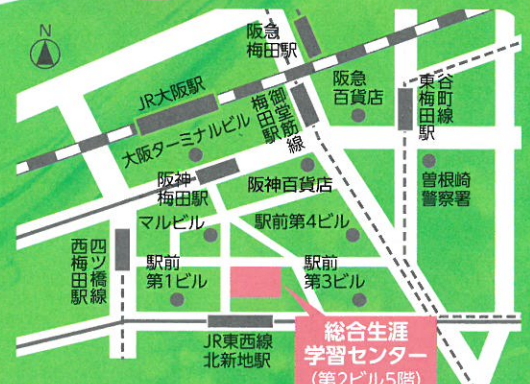 N
阪急
梅田駅
JR大阪駅
御堂筋線
梅田駅
阪急
百貨店
谷町線
東梅田駅
大阪ターミナルビル
阪神
梅田駅
阪神百貨店
曽根崎
警察署
マルビル
駅前第4ビル
四ツ橋線
西梅田駅
駅前
第1ビル
駅前
第3ビル
総合生涯
学習センター
(第2ビル5階)
JR東西線
北新地駅